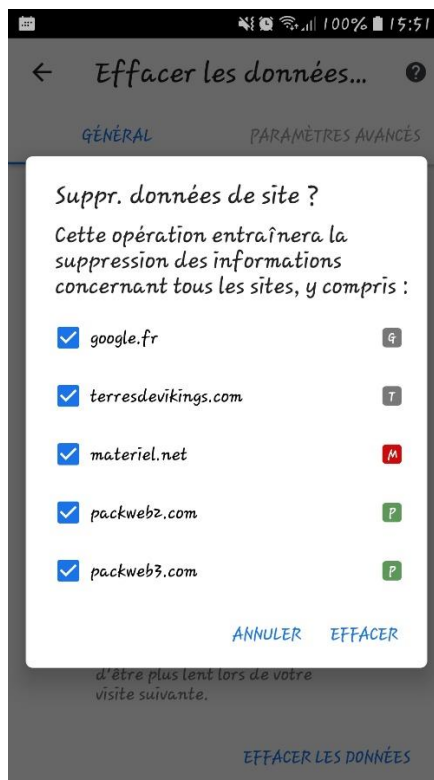 100% 15:51
Effacer les données... ?
GÉNÉRAL PARAMÈTRES AVANCÉS
Suppr. données de site ?
Cette opération entraînera la
suppression des informations
concernant tous les sites, y compris :
google.fr G
terresdevikings.com T
materiel.net M
packweb2.com P
packweb3.com P
ANNULER EFFACER
d'être plus lent lors de votre
visite suivante.
EFFACER LES DONNÉES